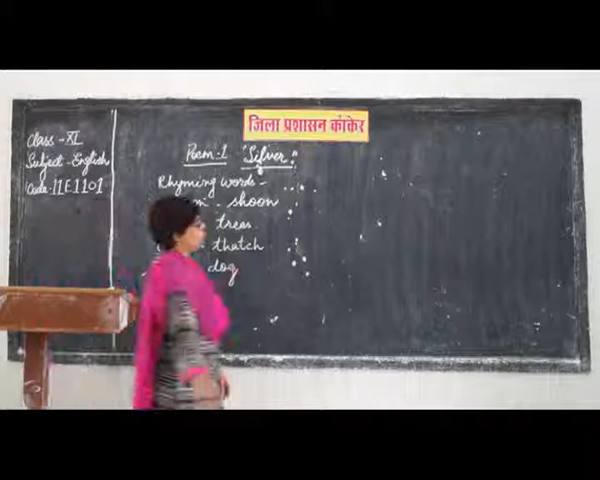 जिला प्रशासन कांकेर
Class - XI
Subject - English
Code: 11E1101
Poem-1 "Silver"
Rhyming words -
- shoon
trees
thatch
dog